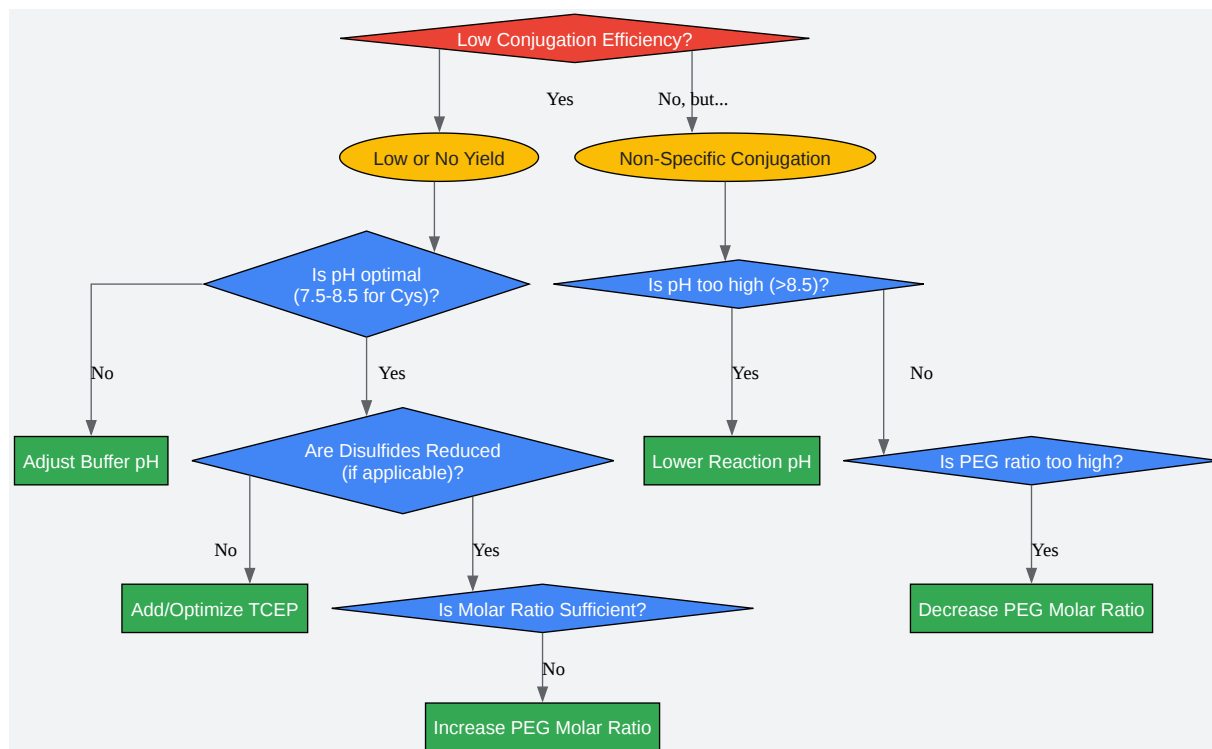 Low Conjugation Efficiency?
Yes
No, but...
Low or No Yield
Non-Specific Conjugation
Is pH optimal
(7.5-8.5 for Cys)?
Is pH too high (>8.5)?
No
Yes
Yes
No
Adjust Buffer pH
Are Disulfides Reduced
(if applicable)?
Lower Reaction pH
Is PEG ratio too high?
No
Yes
Yes
Add/Optimize TCEP
Is Molar Ratio Sufficient?
Decrease PEG Molar Ratio
No
Increase PEG Molar Ratio